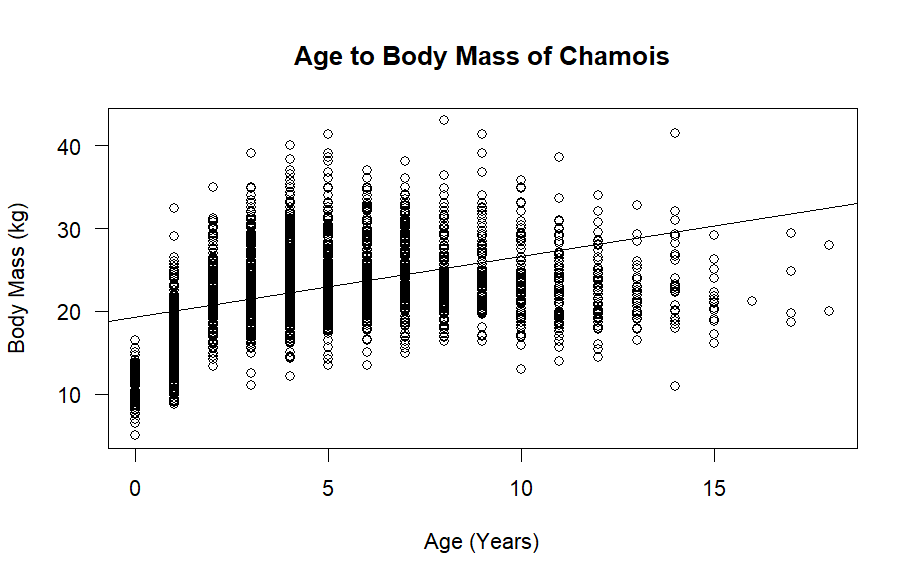 Age to Body Mass of Chamois
40
30
20
10
Body Mass (kg)
0 5 10 15
Age (Years)